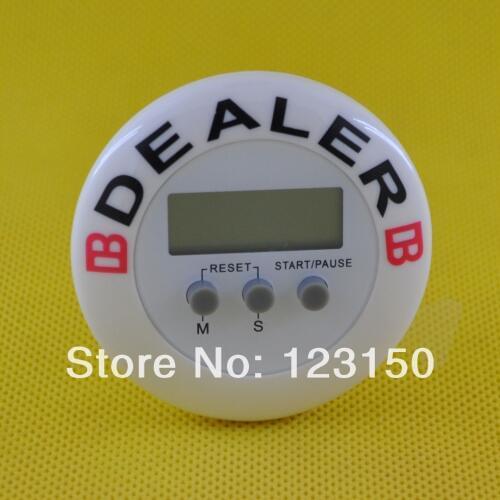 DEALER
B B
RESET START/PAUSE
M S
Store No: 123150